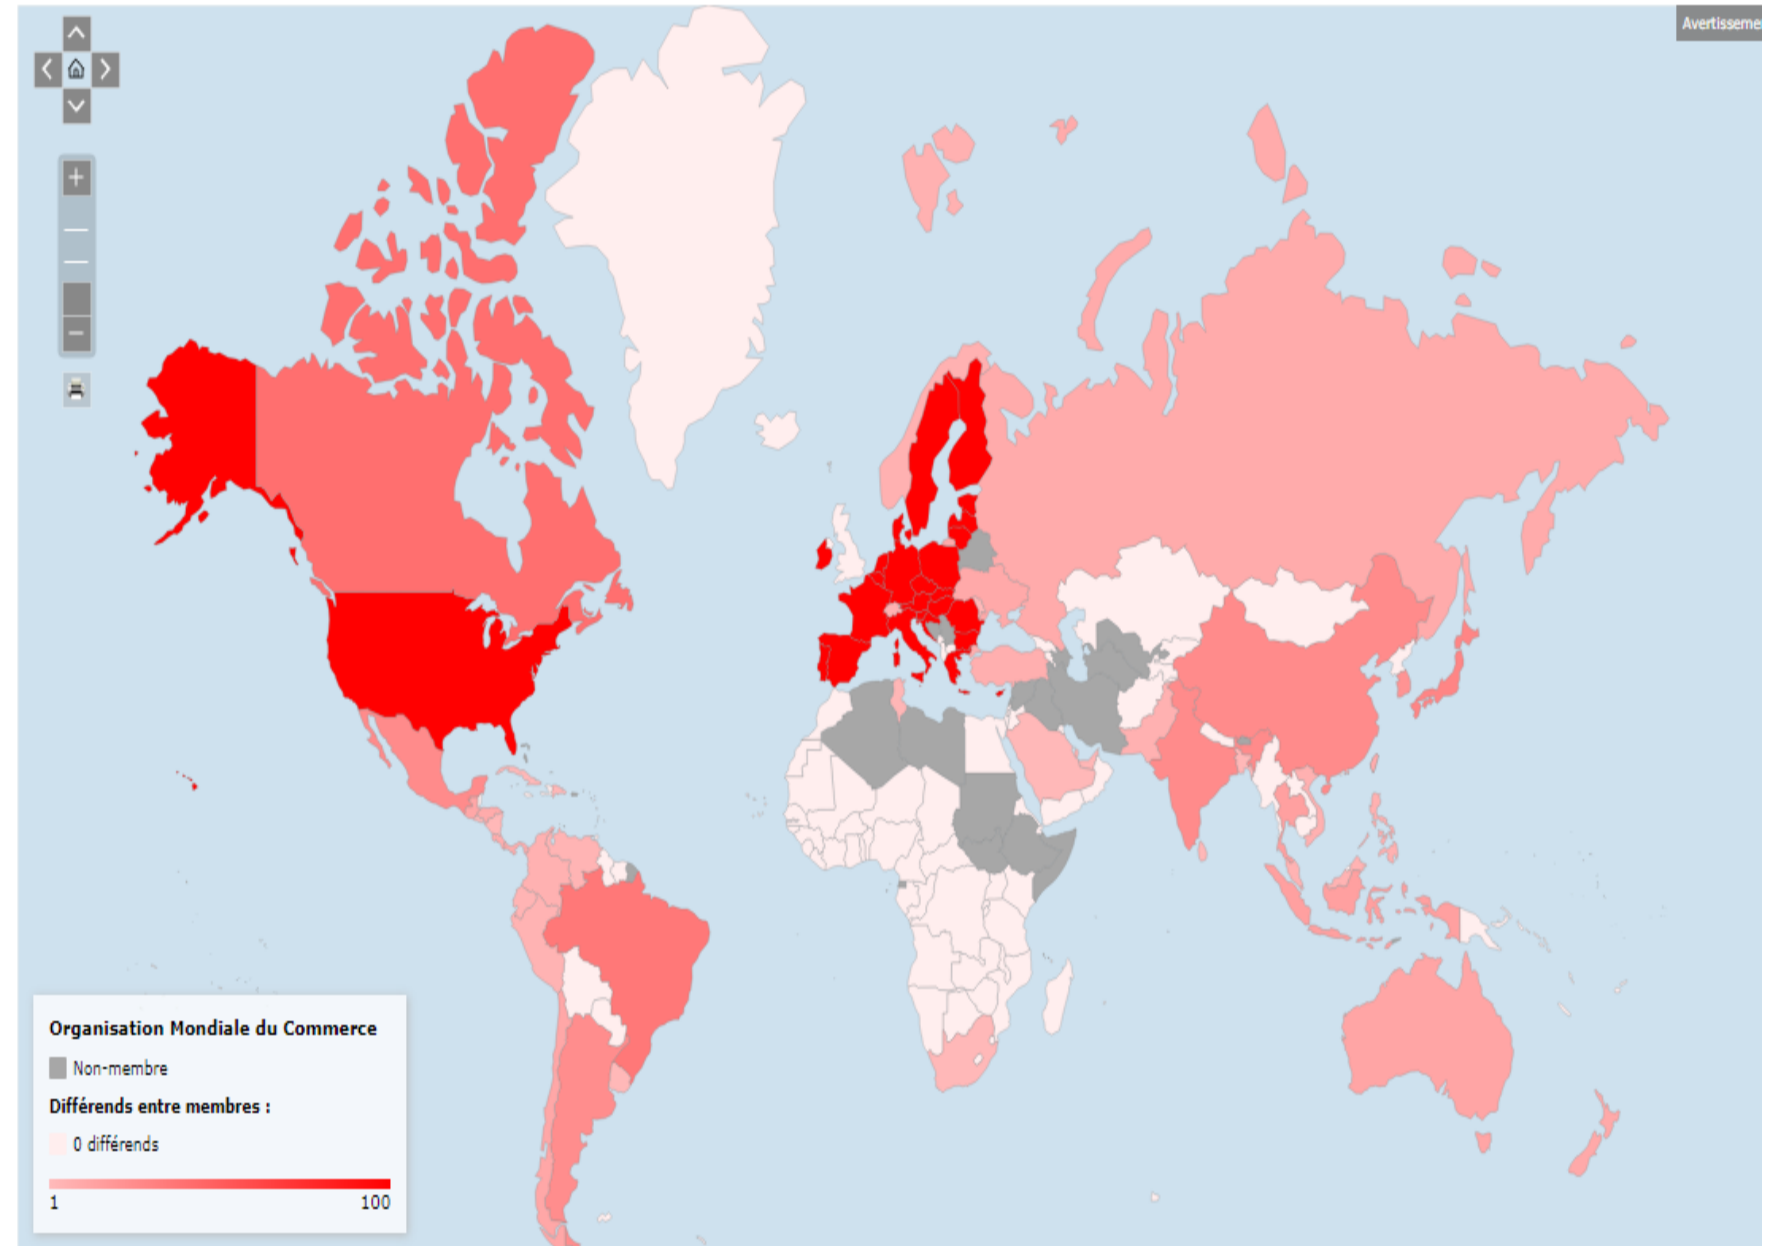 Avertisseme
Organisation Mondiale du Commerce
Non-membre
Différends entre membres :
0 différends
1 100